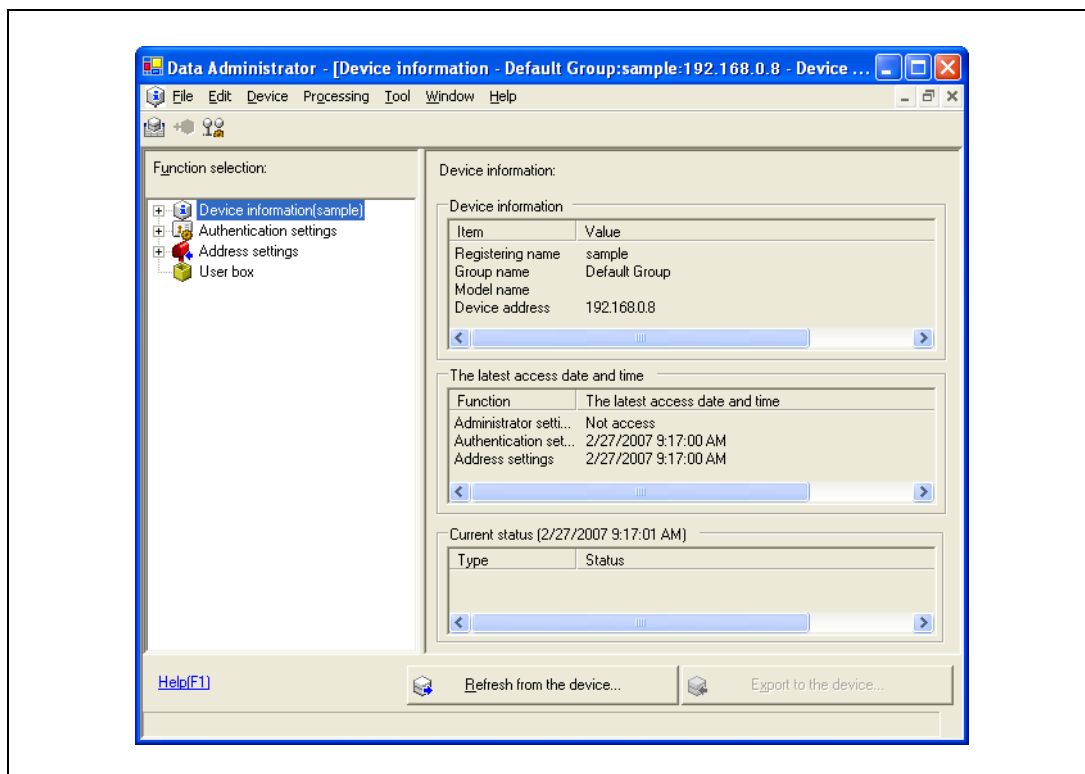 Data Administrator - [Device information - Default Group:sample:192.168.0.8 - Device ...
File Edit Device Processing Tool Window Help
Function selection:
Device information(sample)
Authentication settings
Address settings
User box
Device information:
Device information
Item Value
Registering name sample
Group name Default Group
Model name
Device address 192.168.0.8
The latest access date and time
Function The latest access date and time
Administrator setti... Not access
Authentication set... 2/27/2007 9:17:00 AM
Address settings 2/27/2007 9:17:00 AM
Current status (2/27/2007 9:17:01 AM)
Type Status
Help(F1)
Refresh from the device...
Export to the device...